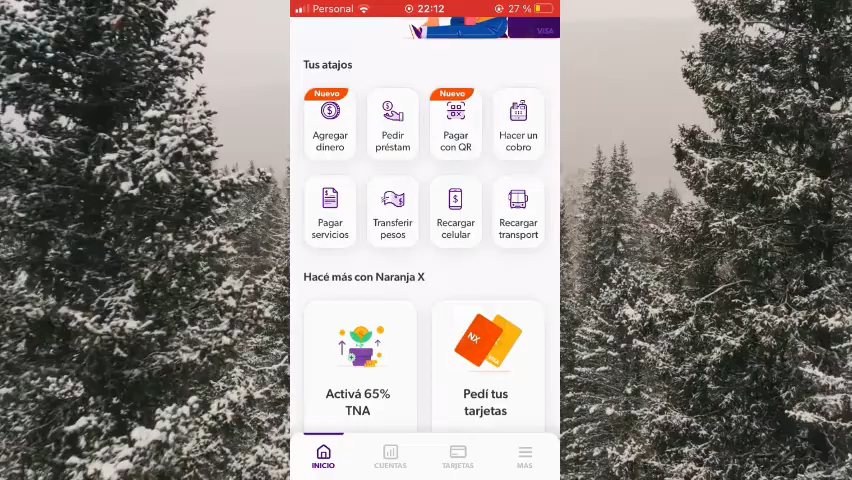 Personal 22:12 27 %
VISA
Tus atajos
Nuevo
Agregar
dinero
Pedir
préstam
Nuevo
Pagar
con QR
Hacer un
cobro
Pagar
servicios
Transferir
pesos
Recargar
celular
Recargar
transport
Hacé más con Naranja X
NX
VISA
Activá 65%
TNA
Pedí tus
tarjetas
INICIO
CUENTAS
TARJETAS
MÁS